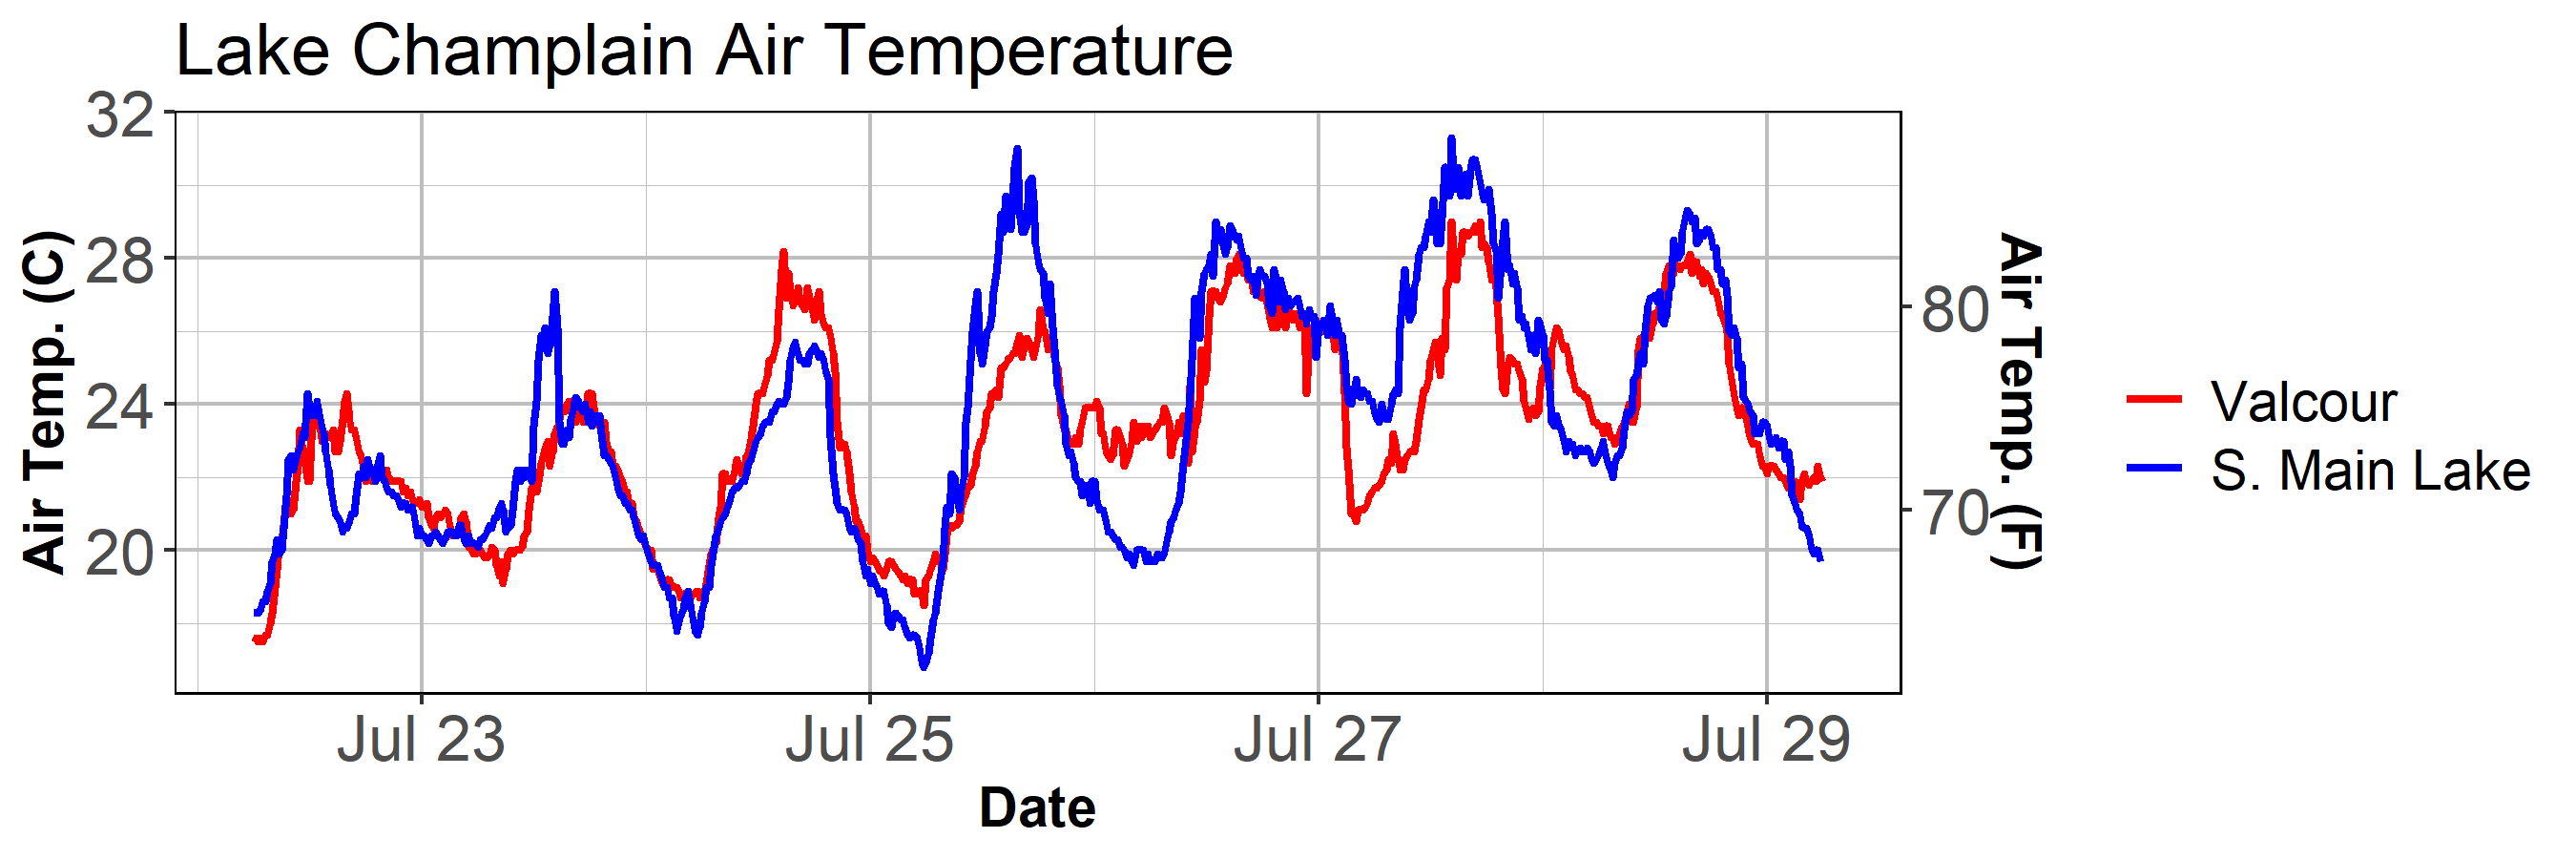 Lake Champlain Air Temperature
32
28
24
20
Air Temp. (C)
80
70
Air Temp. (F)
Jul 23
Jul 25
Jul 27
Jul 29
Date
Valcour
S. Main Lake